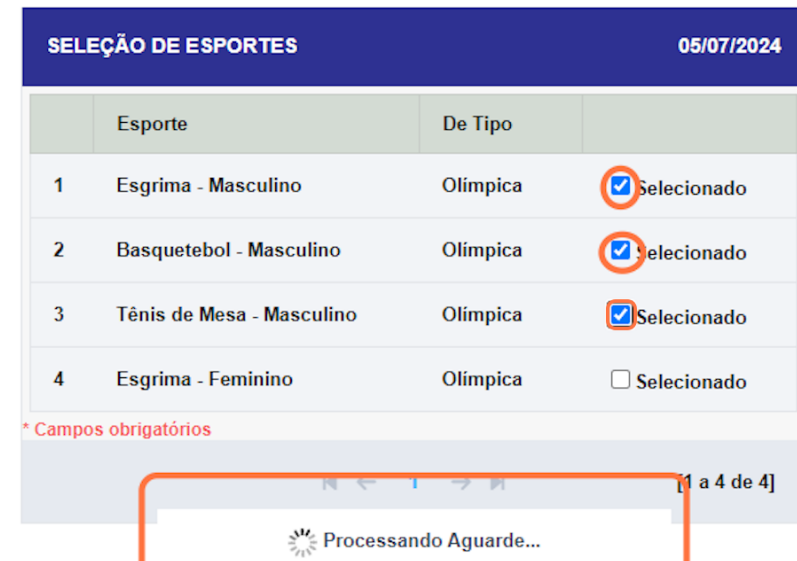 SELEÇÃO DE ESPORTES 05/07/2024
Esporte De Tipo
1 Esgrima - Masculino Olímpica Selecionado
2 Basquetebol - Masculino Olímpica Selecionado
3 Tênis de Mesa - Masculino Olímpica Selecionado
4 Esgrima - Feminino Olímpica Selecionado
* Campos obrigatórios
1 [1 a 4 de 4]
Processando Aguarde...